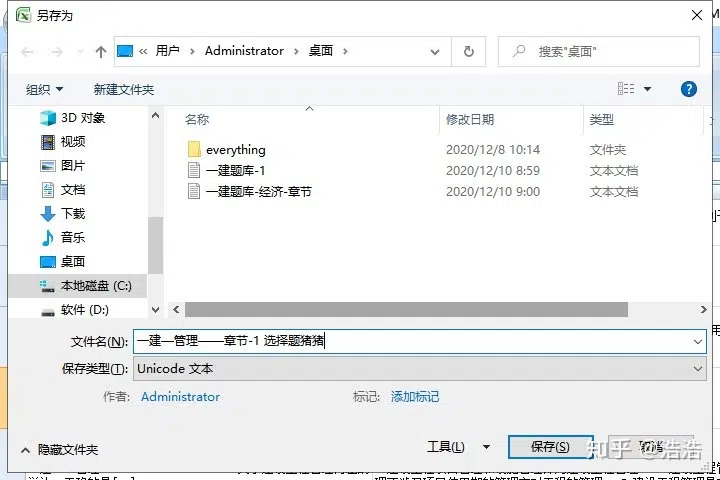 另存为
« 用户 › Administrator › 桌面 ›
搜索"桌面"
组织 新建文件夹
名称 修改日期 类型
3D 对象
视频
图片
文档
下载
音乐
桌面
本地磁盘 (C:)
软件 (D:)
everything 2020/12/8 10:14 文件夹
一建题库-1 2020/12/10 8:59 文本文档
一建题库-经济-章节 2020/12/10 9:00 文本文档
文件名(N): 一建—管理——章节-1 选择题猪猪
保存类型(T): Unicode 文本
作者: Administrator 标记: 添加标记
隐藏文件夹 工具(L) 保存(S) 取消
知乎 @浩浩